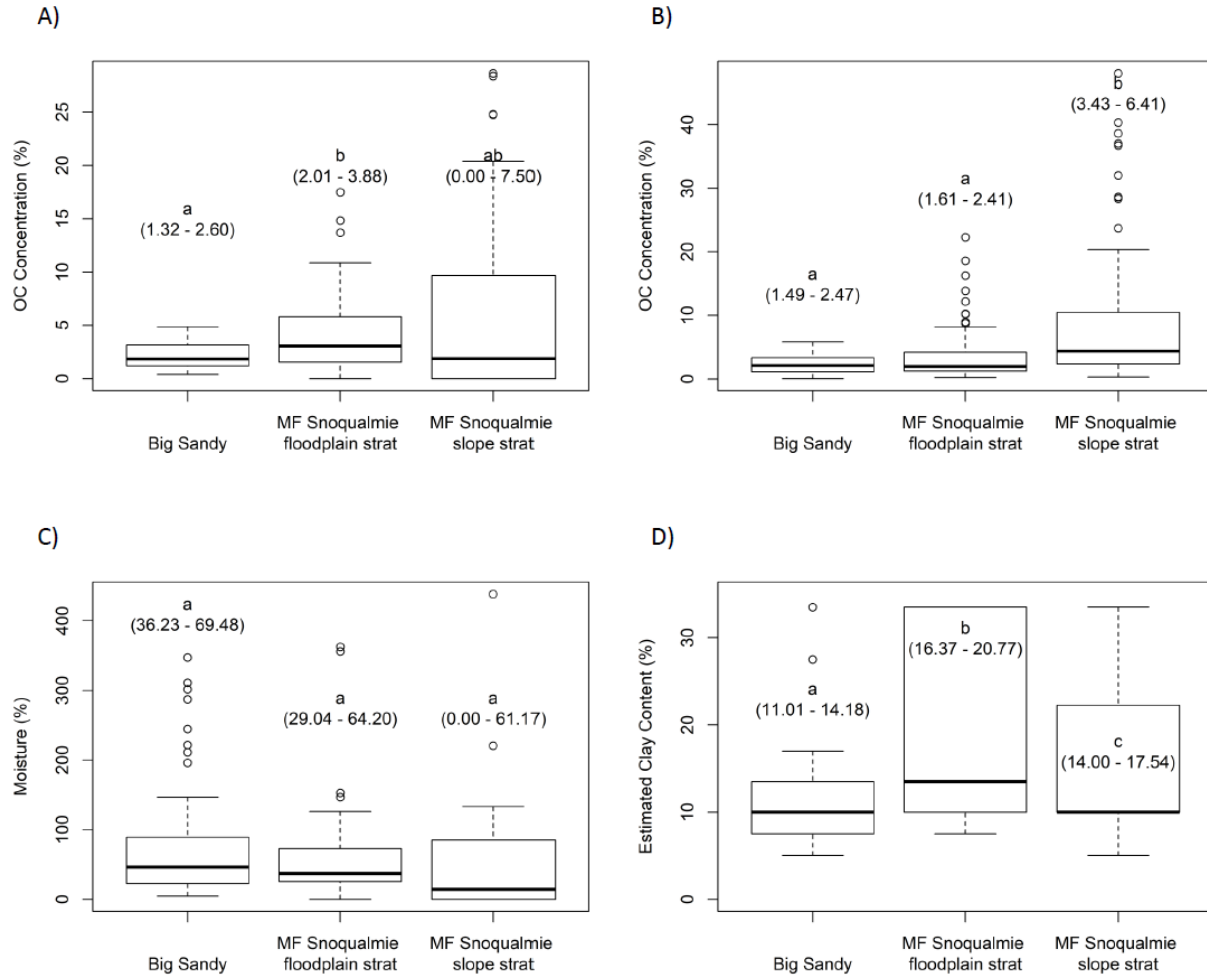 A)
OC Concentration (%)
25
20
15
10
5
0
a
(1.32 - 2.60)
b
(2.01 - 3.88)
ab
(0.00 - 7.50)
Big Sandy
MF Snoqualmie
floodplain strat
MF Snoqualmie
slope strat
B)
OC Concentration (%)
40
30
20
10
0
a
(1.49 - 2.47)
a
(1.61 - 2.41)
b
(3.43 - 6.41)
Big Sandy
MF Snoqualmie
floodplain strat
MF Snoqualmie
slope strat
C)
Moisture (%)
400
300
200
100
0
a
(36.23 - 69.48)
a
(29.04 - 64.20)
a
(0.00 - 61.17)
Big Sandy
MF Snoqualmie
floodplain strat
MF Snoqualmie
slope strat
D)
Estimated Clay Content (%)
30
20
10
0
a
(11.01 - 14.18)
b
(16.37 - 20.77)
c
(14.00 - 17.54)
Big Sandy
MF Snoqualmie
floodplain strat
MF Snoqualmie
slope strat